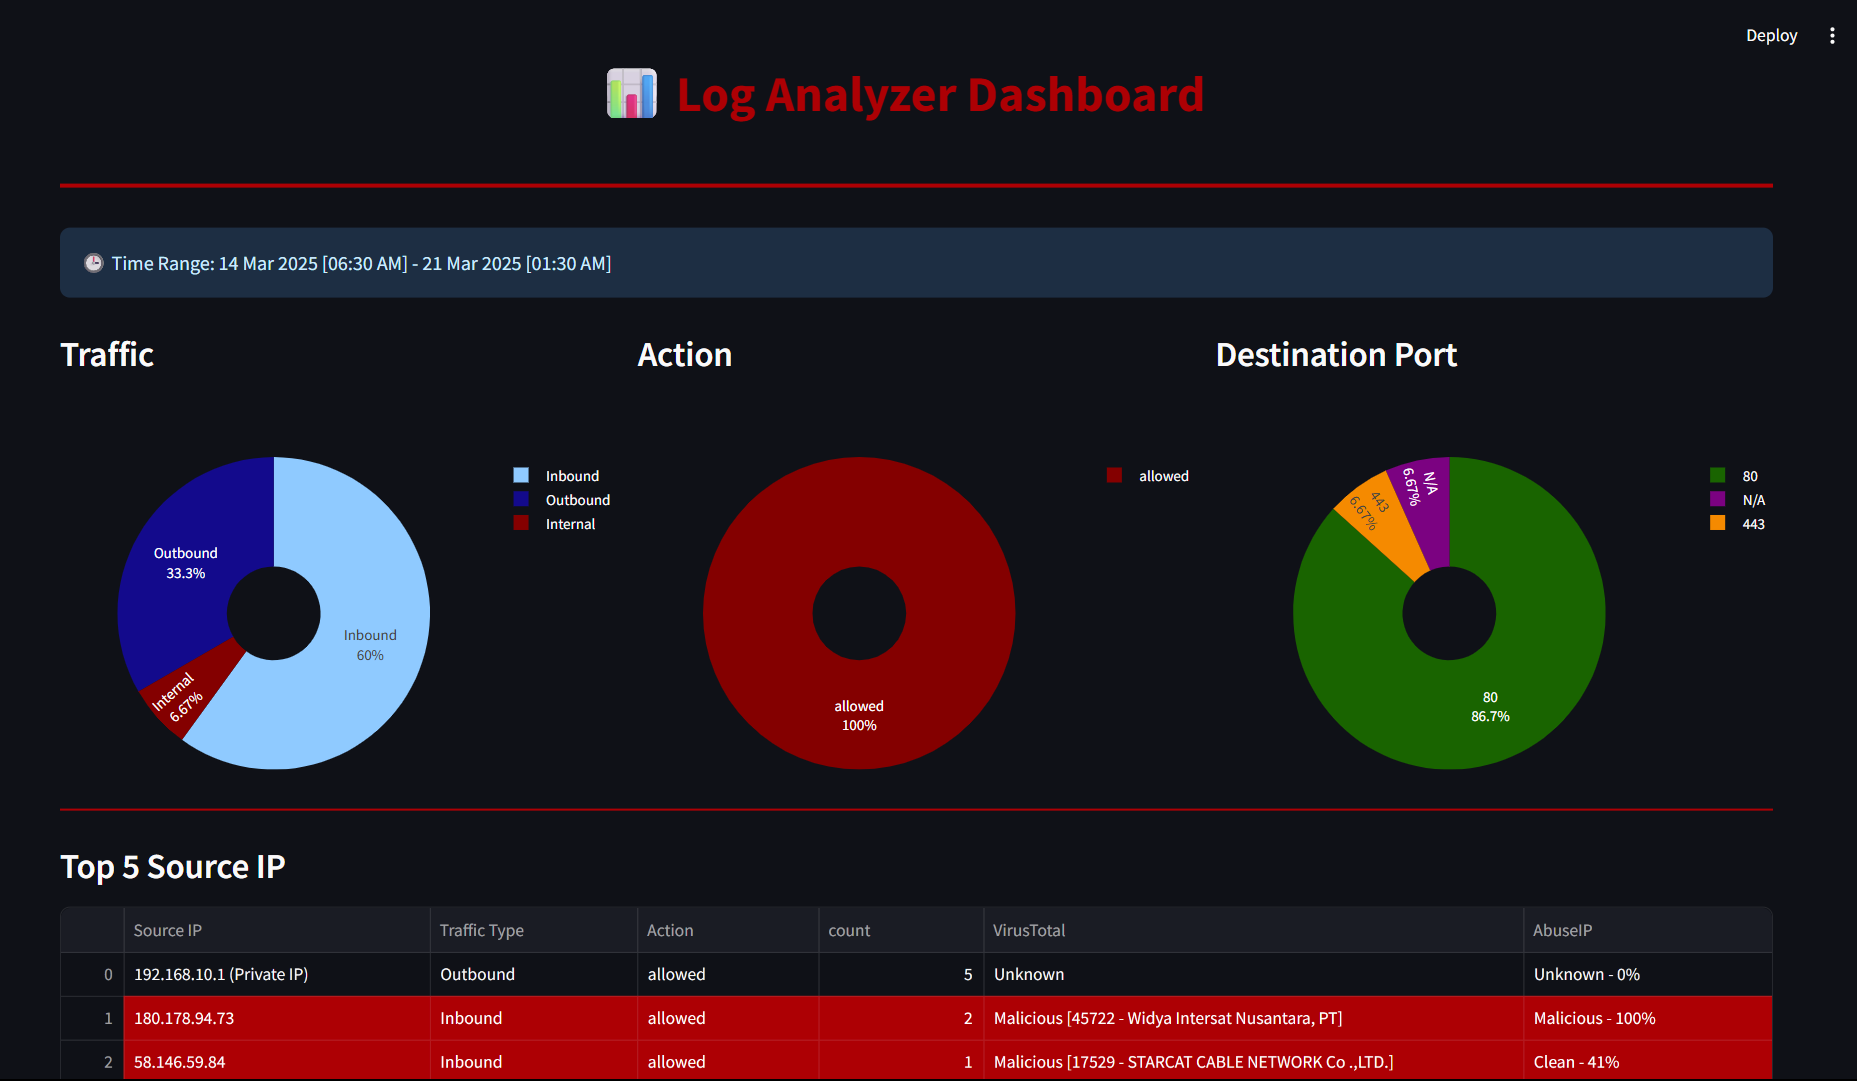 Deploy
Log Analyzer Dashboard
Time Range: 14 Mar 2025 [06:30 AM] - 21 Mar 2025 [01:30 AM]
Traffic
Action
Destination Port
Inbound
Outbound
Internal
Outbound
33.3%
Inbound
60%
Internal
6.67%
allowed
allowed
100%
80
N/A
443
N/A
6.67%
443
6.67%
80
86.7%
Top 5 Source IP
Source IP Traffic Type Action count VirusTotal AbuseIP
0 192.168.10.1 (Private IP) Outbound allowed 5 Unknown Unknown - 0%
1 180.178.94.73 Inbound allowed 2 Malicious [45722 - Widya Intersat Nusantara, PT] Malicious - 100%
2 58.146.59.84 Inbound allowed 1 Malicious [17529 - STARCAT CABLE NETWORK Co .,LTD.] Clean - 41%